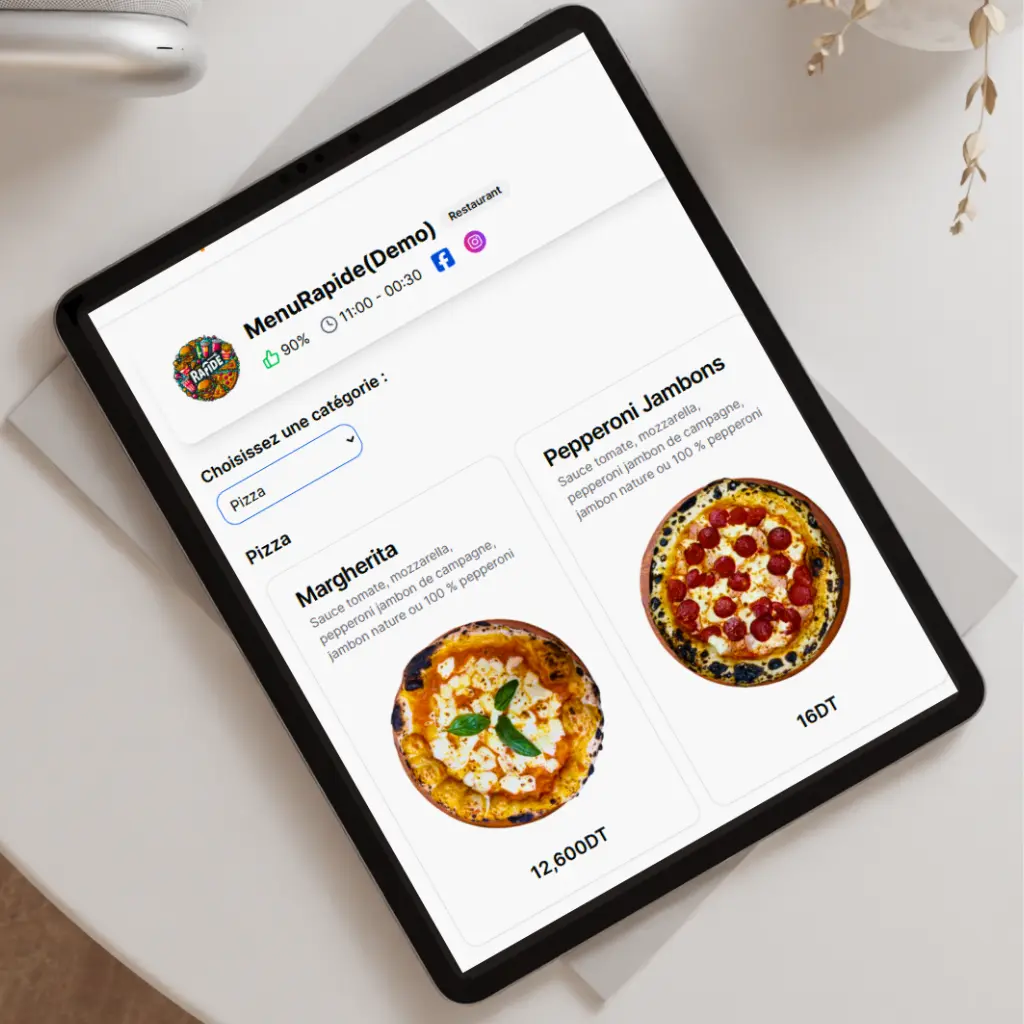 MenuRapide(Demo) Restaurant
90% 11:00 - 00:30
RAPIDE
Choisissez une catégorie :
Pizza
Pizza
Margherita
Sauce tomate, mozzarella,
pepperoni jambon de campagne,
jambon nature ou 100 % pepperoni
12,600DT
Pepperoni Jambons
Sauce tomate, mozzarella,
pepperoni jambon de campagne,
jambon nature ou 100 % pepperoni
16DT